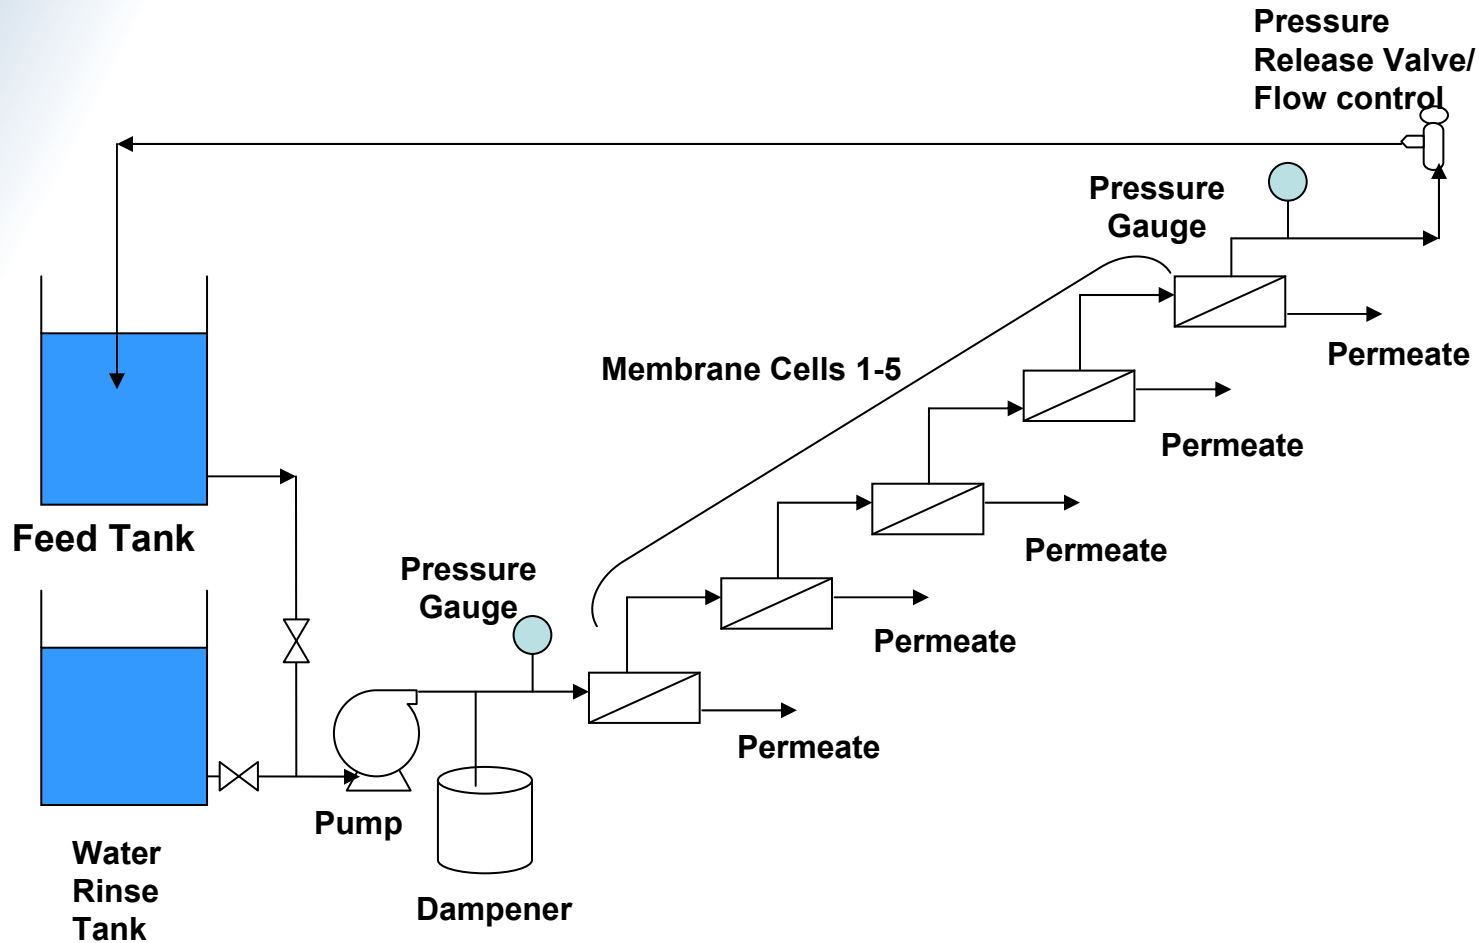 Pressure
Release Valve/
Flow control
Pressure
Gauge
Permeate
Membrane Cells 1-5
Permeate
Feed Tank
Permeate
Pressure
Gauge
Permeate
Permeate
Pump
Water
Rinse
Tank
Dampener